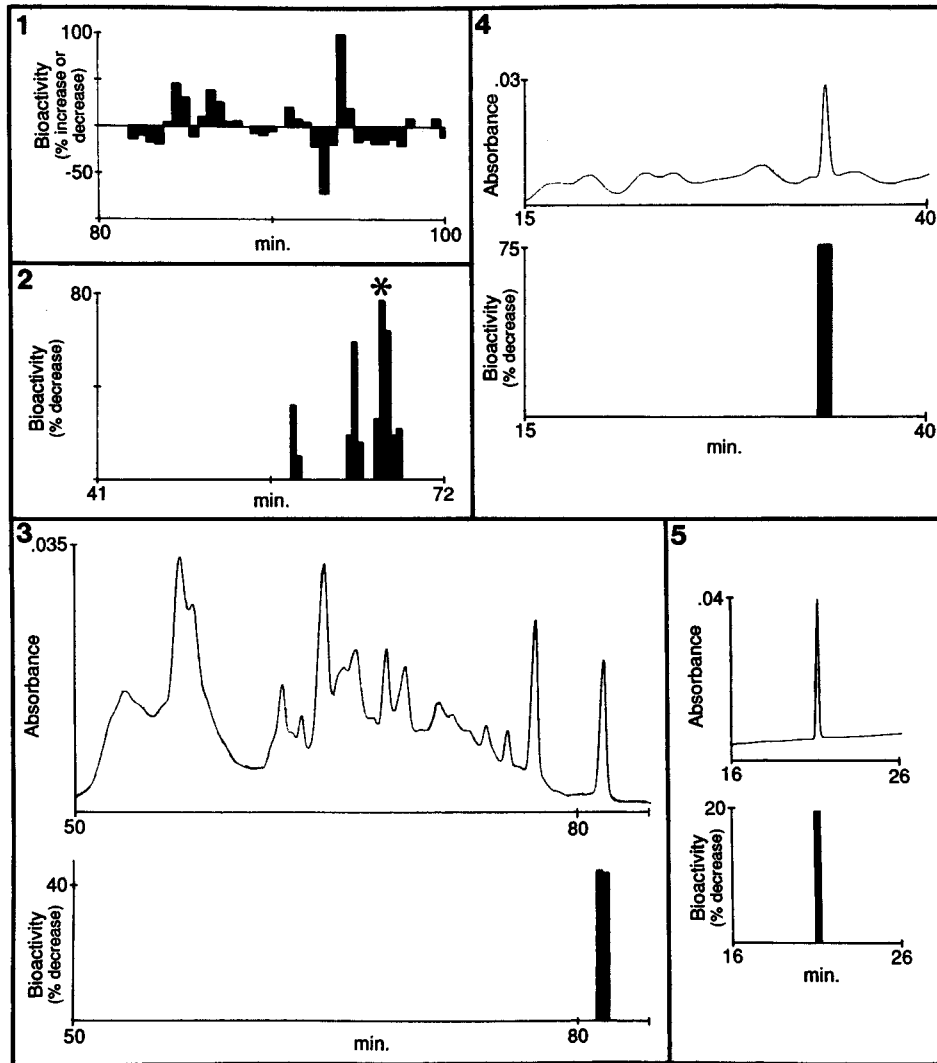 1
100
Bioactivity
(% increase or
decrease)
-50
80
100
min.
2
80
*
Bioactivity
(% decrease)
41
72
3
.035
Absorbance
50
80
40
Bioactivity
(% decrease)
50
80
min.
4
.03
Absorbance
15
40
75
Bioactivity
(% decrease)
15
40
min.
5
.04
Absorbance
16
26
20
Bioactivity
(% decrease)
16
26
min.